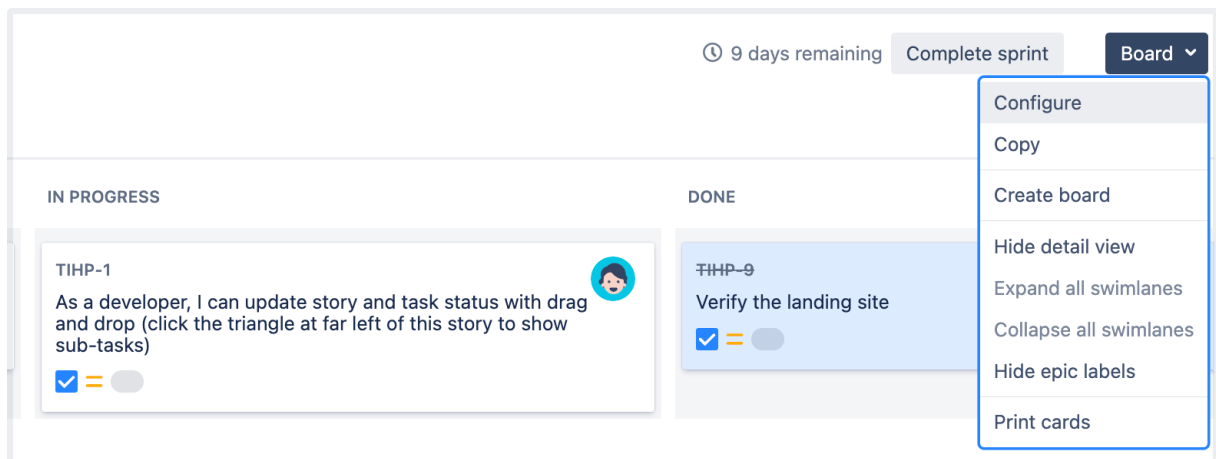 9 days remaining
Complete sprint
Board
Configure
Copy
Create board
Hide detail view
Expand all swimlanes
Collapse all swimlanes
Hide epic labels
Print cards
IN PROGRESS
TIHP-1
As a developer, I can update story and task status with drag
and drop (click the triangle at far left of this story to show
sub-tasks)
DONE
TIHP-9
Verify the landing site